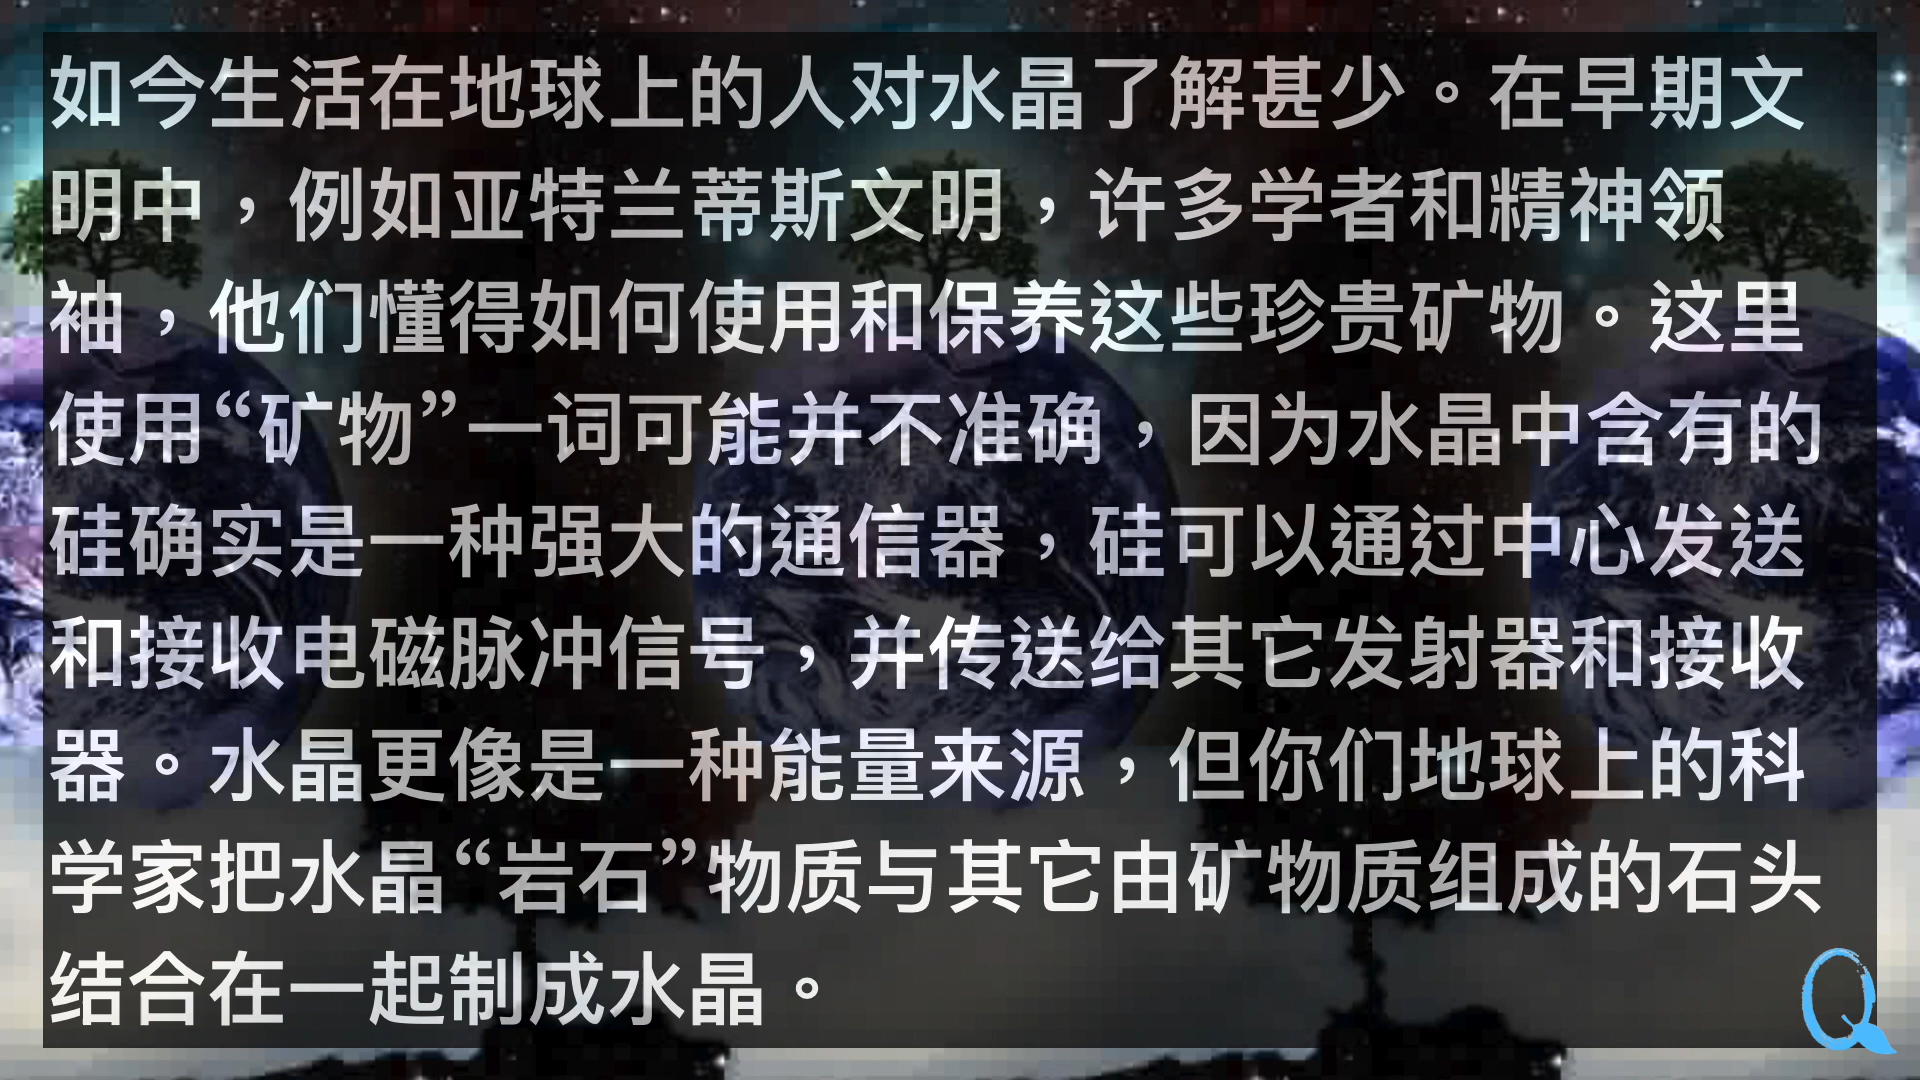 如今生活在地球上的人对水晶了解甚少。在早期文
明中，例如亚特兰蒂斯文明，许多学者和精神领
袖，他们懂得如何使用和保养这些珍贵矿物。这里
使用“矿物”一词可能并不准确，因为水晶中含有的
硅确实是一种强大的通信器，硅可以通过中心发送
和接收电磁脉冲信号，并传送给其它发射器和接收
器。水晶更像是一种能量来源，但你们地球上的科
学家把水晶“岩石”物质与其它由矿物质组成的石头
结合在一起制成水晶。
Q